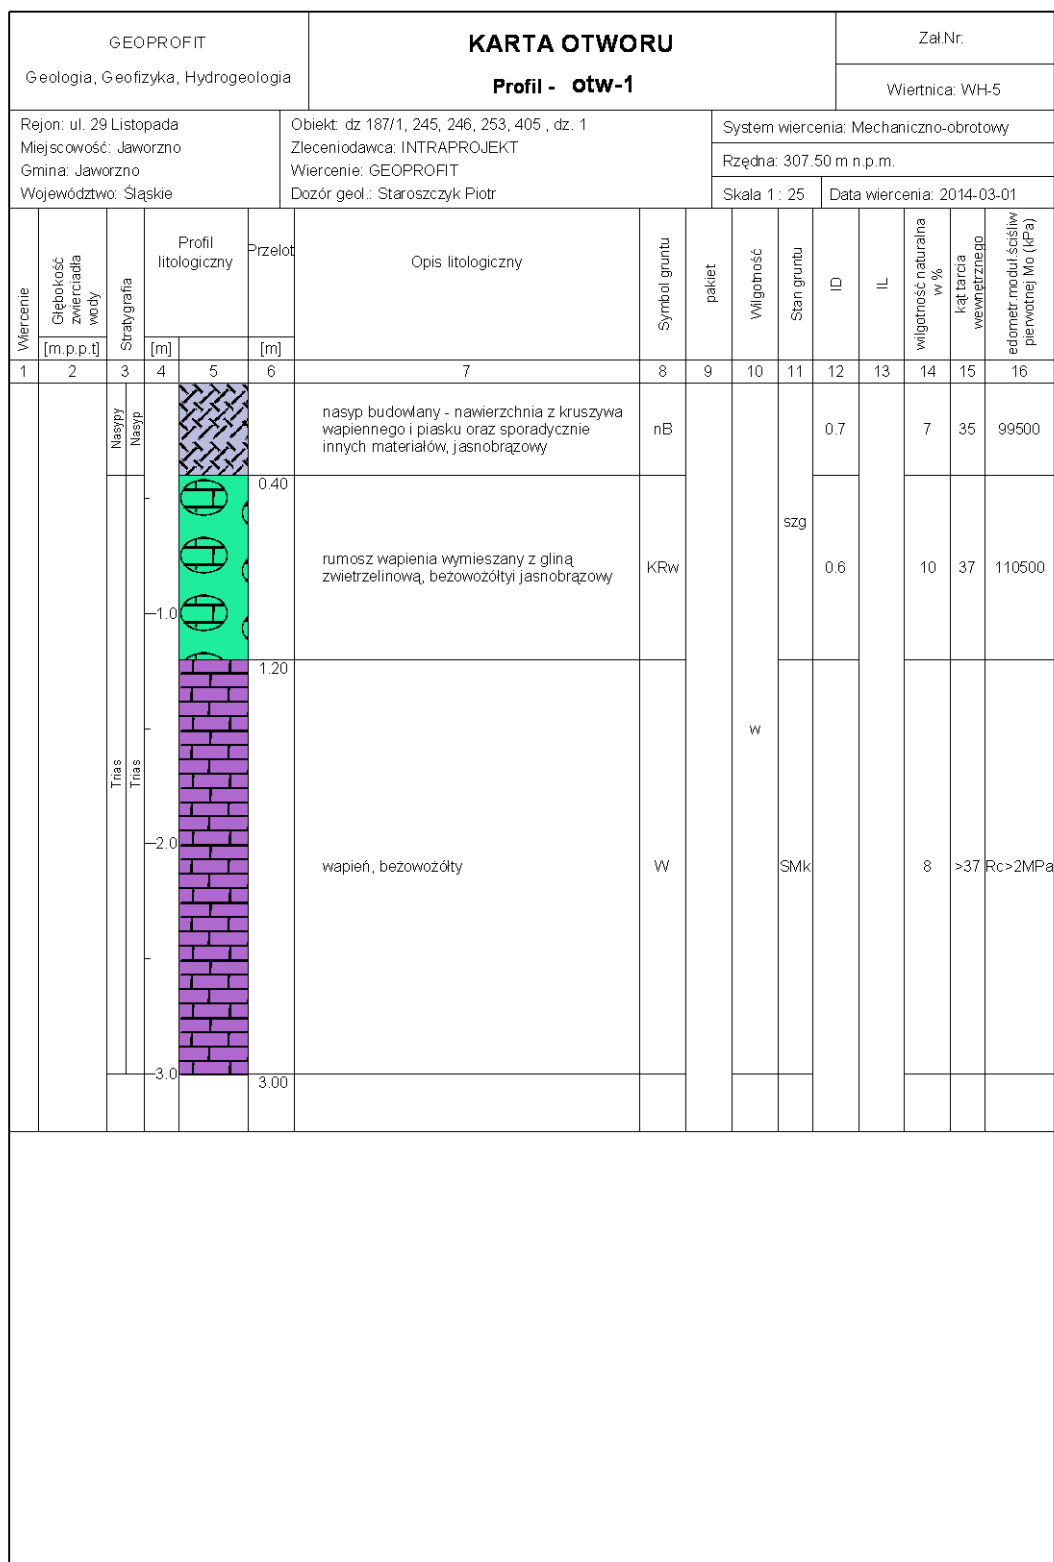 GEOPROFIT
Geologia, Geofizyka, Hydrogeologia
KARTA OTWORU
Profil - otw-1
Zał.Nr:
Wiertnica: WH-5
Rejon: ul. 29 Listopada
Miejscowość: Jaworzno
Gmina: Jaworzno
Województwo: Śląskie
Obiekt: dz 187/1, 245, 246, 253, 405 , dz. 1
Zleceniodawca: INTRAPROJEKT
Wiercenie: GEOPROFIT
Dozór geol.: Staroszczyk Piotr
System wiercenia: Mechaniczno-obrotowy
Rzędna: 307.50 m n.p.m.
Skala 1 : 25
Data wiercenia: 2014-03-01
Wiercenie
Głębokość
zwierciadła
wody
[m.p.p.t]
Stratygrafia
Profil
litologiczny
[m]
Przelot
[m]
Opis litologiczny
Symbol gruntu
pakiet
Wilgotność
Stan gruntu
ID
IL
wilgotność naturalna
w %
kąt tarcia
wewnętrznego
edometr.moduł.ściśliw
pierwotnej Mo (kPa)
1 2 3 4 5 6 7 8 9 10 11 12 13 14 15 16
Nasypy
Nasyp
nasyp budowlany - nawierzchnia z kruszywa
wapiennego i piasku oraz sporadycznie
innych materiałów, jasnobrązowy
nB
0.7
7
35
99500
0.40
szg
rumosz wapienia wymieszany z gliną
zwietrzelinową, beżowożółtyi jasnobrązowy
KRw
0.6
10
37
110500
1.0
1.20
w
Trias
Trias
2.0
wapień, beżowożółty
W
SMk
8
>37
Rc>2MPa
3.0
3.00